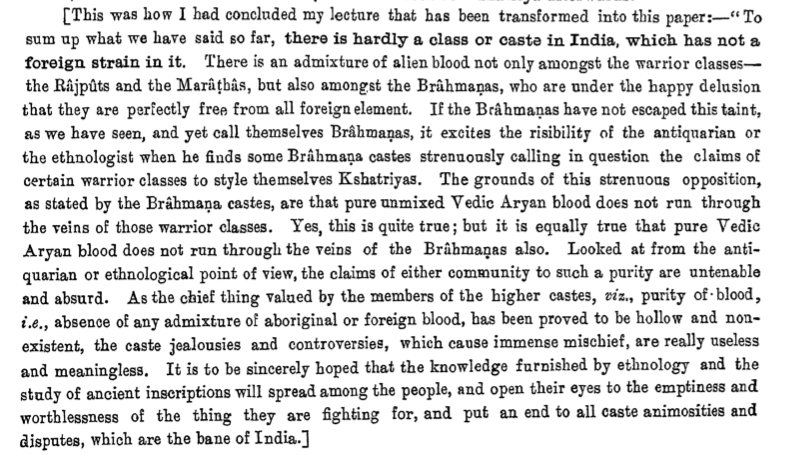 [This was how I had concluded my lecture that has been transformed into this paper:—“To
sum up what we have said so far, there is hardly a class or caste in India, which has not a
foreign strain in it. There is an admixture of alien blood not only amongst the warrior classes—
the Râjpûts and the Marâṭhâs, but also amongst the Brâhmaṇas, who are under the happy delusion
that they are perfectly free from all foreign element. If the Brâhmaṇas have not escaped this taint,
as we have seen, and yet call themselves Brâhmaṇas, it excites the risibility of the antiquarian or
the ethnologist when he finds some Brâhmaṇa castes strenuously calling in question the claims of
certain warrior classes to style themselves Kshatriyas. The grounds of this strenuous opposition,
as stated by the Brâhmaṇa castes, are that pure unmixed Vedic Aryan blood does not run through
the veins of those warrior classes. Yes, this is quite true; but it is equally true that pure Vedic
Aryan blood does not run through the veins of the Brâhmaṇas also. Looked at from the anti-
quarian or ethnological point of view, the claims of either community to such a purity are untenable
and absurd. As the chief thing valued by the members of the higher castes, viz., purity of blood,
i.e., absence of any admixture of aboriginal or foreign blood, has been proved to be hollow and non-
existent, the caste jealousies and controversies, which cause immense mischief, are really useless
and meaningless. It is to be sincerely hoped that the knowledge furnished by ethnology and the
study of ancient inscriptions will spread among the people, and open their eyes to the emptiness and
worthlessness of the thing they are fighting for, and put an end to all caste animosities and
disputes, which are the bane of India.]